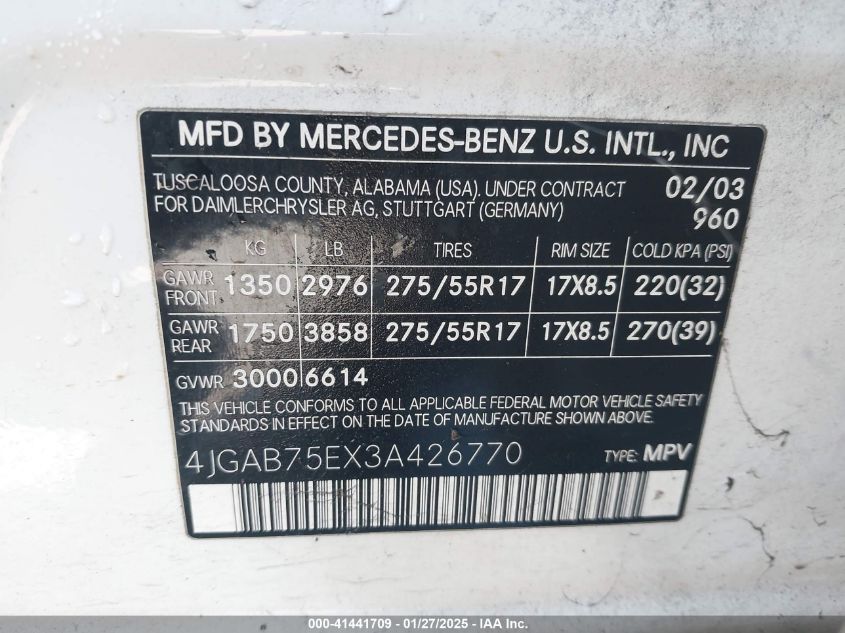 MFD BY MERCEDES-BENZ U.S. INTL., INC
TUSCALOOSA COUNTY, ALABAMA (USA). UNDER CONTRACT 02/03
FOR DAIMLERCHRYSLER AG, STUTTGART (GERMANY) 960
KG LB TIRES RIM SIZE COLD KPA (PSI)
GAWR FRONT 1350 2976 275/55R17 17X8.5 220(32)
GAWR REAR 1750 3858 275/55R17 17X8.5 270(39)
GVWR 3000 6614
THIS VEHICLE CONFORMS TO ALL APPLICABLE FEDERAL MOTOR VEHICLE SAFETY
STANDARDS IN EFFECT ON THE DATE OF MANUFACTURE SHOWN ABOVE.
4JGAB75EX3A426770 TYPE: MPV
000-41441709 - 01/27/2025 - IAA Inc.